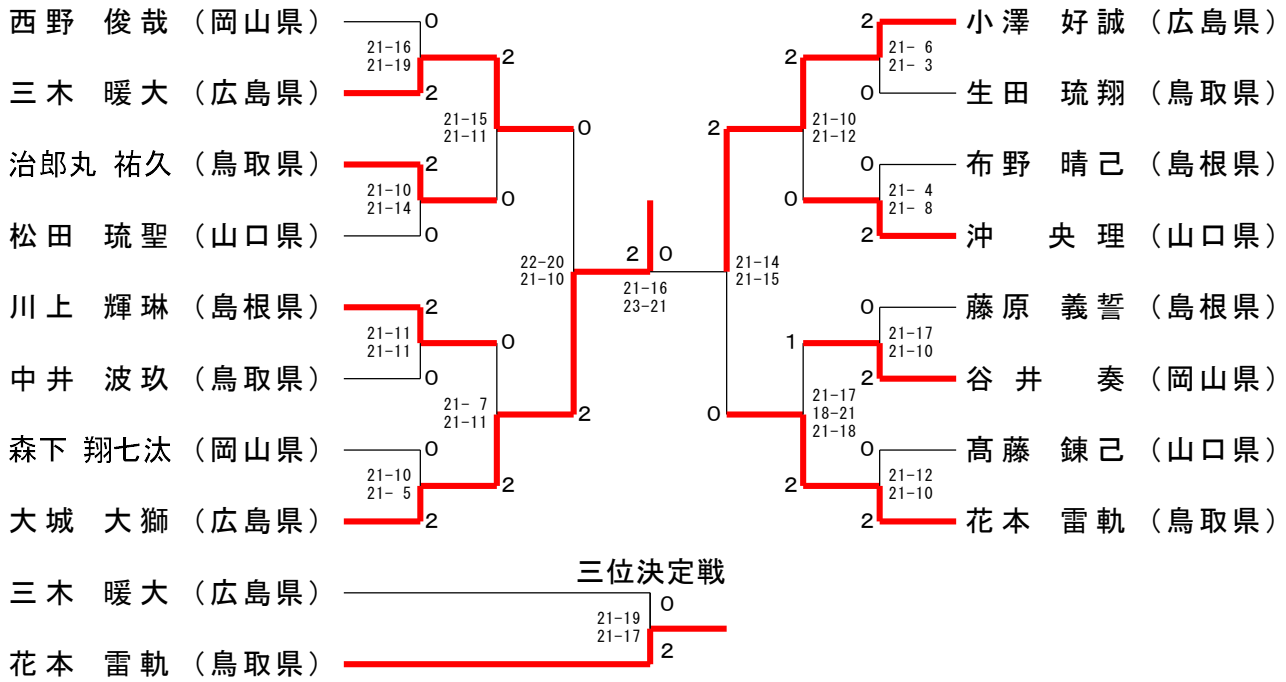 西野 俊哉 (岡山県) 0 2 小澤 好誠 (広島県)
21-16 2 2 21- 6
21-19 21- 3
三木 暖大 (広島県) 2 0 生田 琉翔 (鳥取県)
21-15 0 2 21-10
21-11 21-12
治郎丸 祐久 (鳥取県) 2 0 布野 晴己 (島根県)
21-10 0 0 21- 4
21-14 21- 8
松田 琉聖 (山口県) 0 2 沖 央理 (山口県)
22-20 2 0 21-14
21-10 21-16 21-15
23-21
川上 輝琳 (島根県) 2 0 藤原 義誓 (島根県)
21-11 0 1 21-17
21-11 21-10
中井 波玖 (鳥取県) 0 2 谷井 奏 (岡山県)
21- 7 2 0 21-17
21-11 18-21
21-18
森下 翔七汰 (岡山県) 0 0 髙藤 錬己 (山口県)
21-10 2 2 21-12
21- 5 21-10
大城 大獅 (広島県) 2 2 花本 雷軌 (鳥取県)
三位決定戦
三木 暖大 (広島県) 0
21-19
21-17
花本 雷軌 (鳥取県) 2